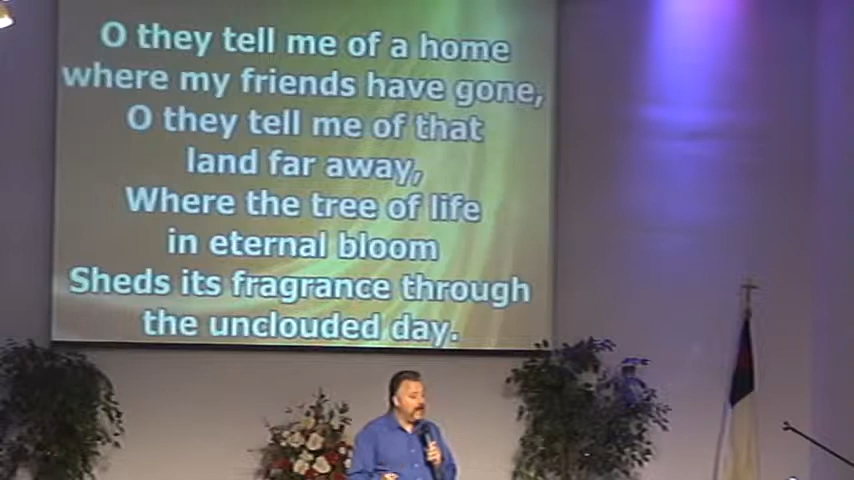 O they tell me of a home
where my friends have gone,
O they tell me of that
land far away,
Where the tree of life
in eternal bloom
Sheds its fragrance through
the unclouded day.